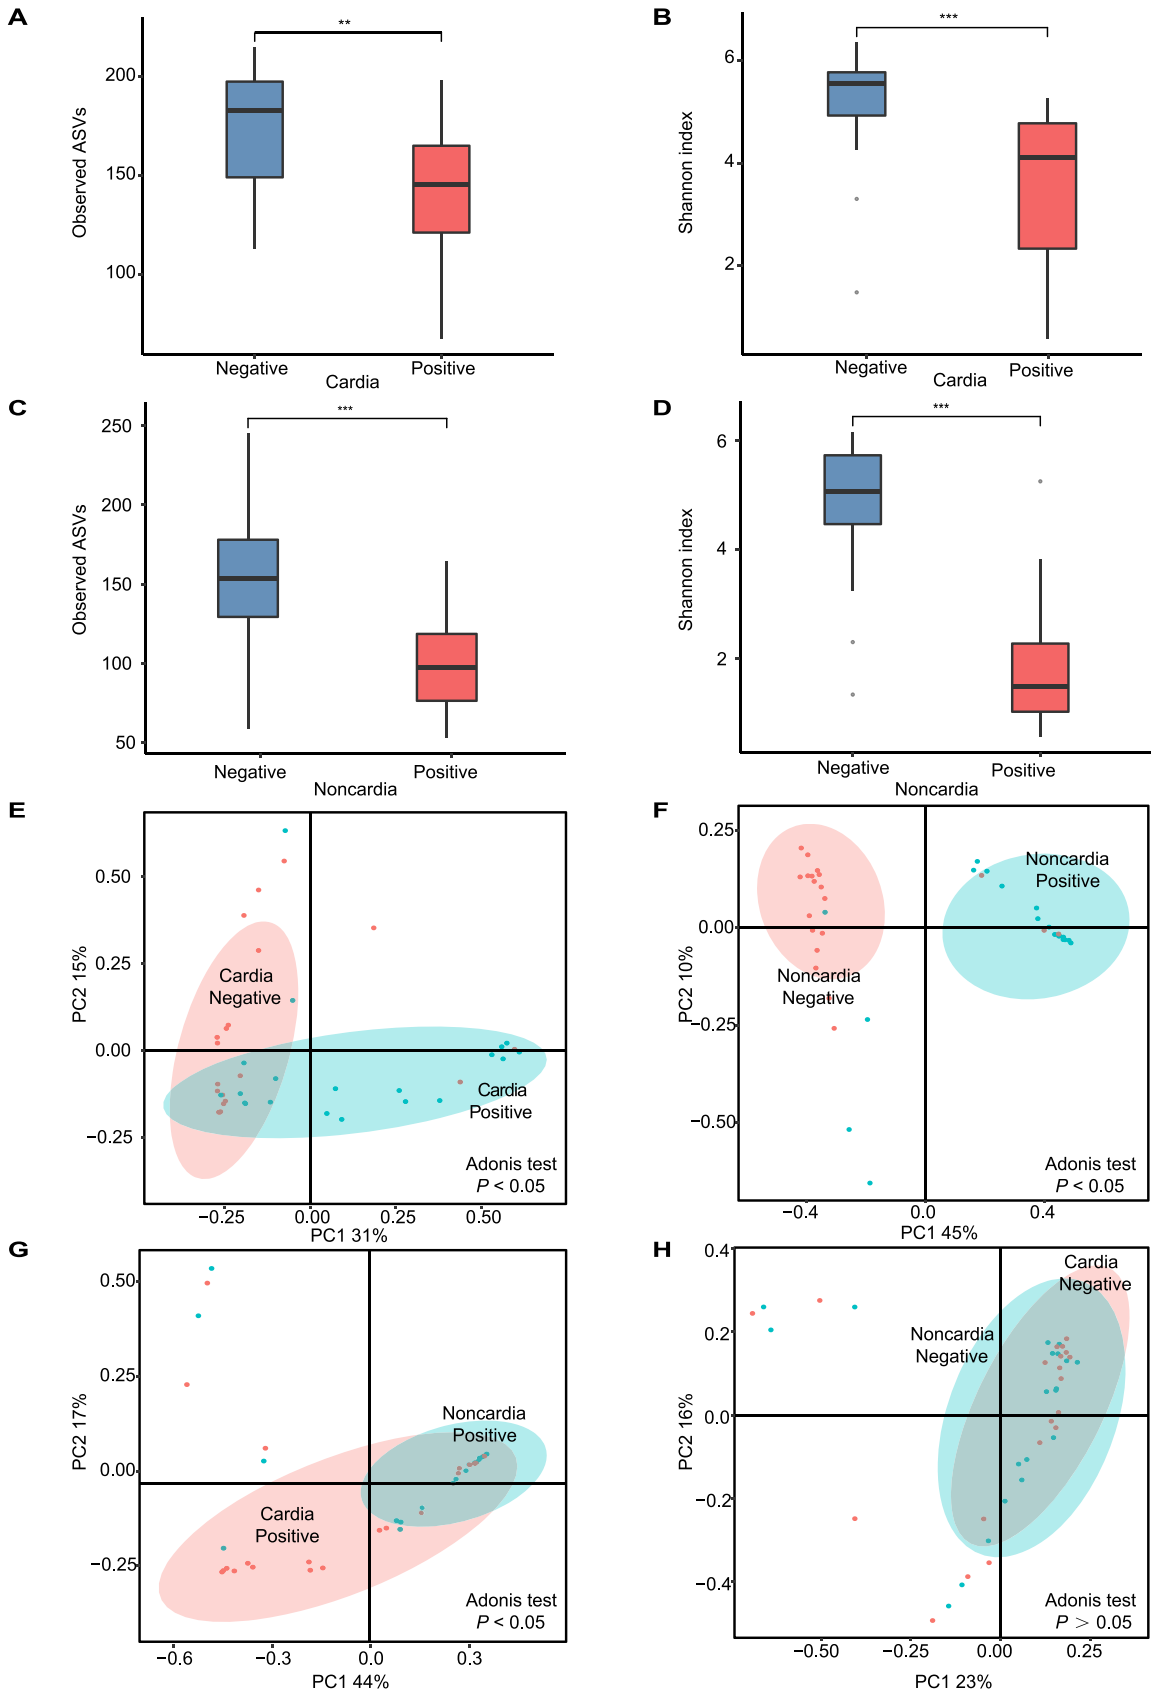 A
**
Observed ASVs
200
150
100
Negative
Positive
Cardia
B
***
Shannon index
6
4
2
Negative
Positive
Cardia
C
***
Observed ASVs
250
200
150
100
50
Negative
Positive
Noncardia
D
***
Shannon index
6
4
2
Negative
Positive
Noncardia
E
PC2 15%
0.50
0.25
0.00
−0.25
Cardia
Negative
Cardia
Positive
Adonis test
P < 0.05
−0.25
0.00
0.25
0.50
PC1 31%
F
PC2 10%
0.25
0.00
−0.25
−0.50
Noncardia
Positive
Noncardia
Negative
Adonis test
P < 0.05
−0.4
0.0
0.4
PC1 45%
G
PC2 17%
0.50
0.25
0.00
−0.25
Noncardia
Positive
Cardia
Positive
Adonis test
P < 0.05
−0.6
−0.3
0.0
0.3
PC1 44%
H
PC2 16%
0.4
0.2
0.0
−0.2
−0.4
Cardia
Negative
Noncardia
Negative
Adonis test
P > 0.05
−0.50
−0.25
0.00
0.25
PC1 23%